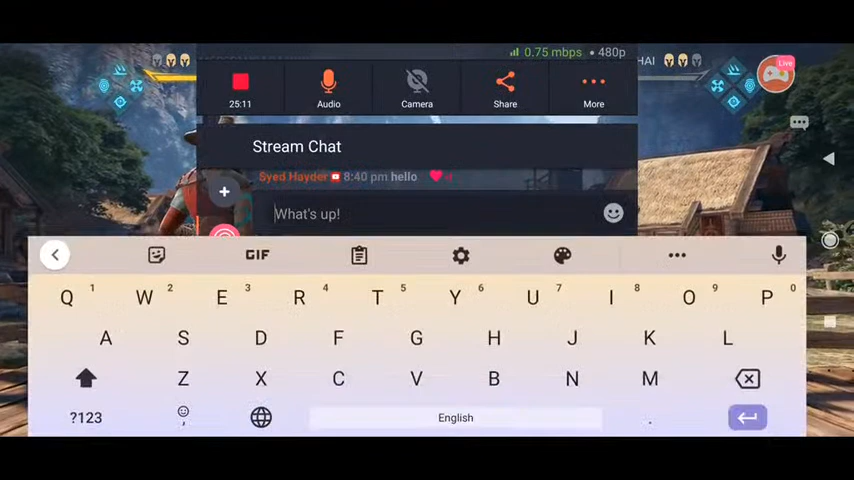 0.75 mbps • 480p
HAI
Live
25:11
Audio
Camera
Share
More
Stream Chat
Syed Hayder 8:40 pm hello
What's up!
GIF
Q 1 W 2 E 3 R 4 T 5 Y 6 U 7 I 8 O 9 P 0
A S D F G H J K L
Z X C V B N M
?123 , English .